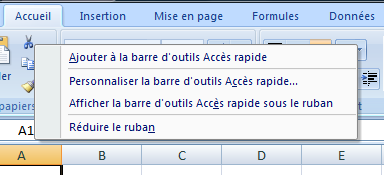 Accueil Insertion Mise en page Formules Données
Ajouter à la barre d'outils Accès rapide
Personnaliser la barre d'outils Accès rapide...
Afficher la barre d'outils Accès rapide sous le ruban
Réduire le ruban
A1
A B C D E